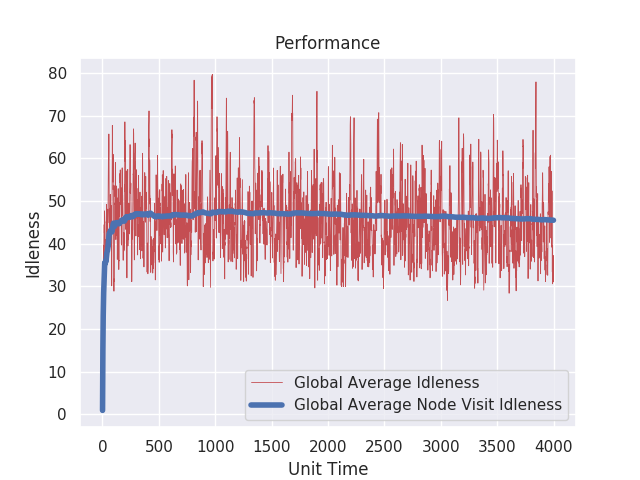 Performance
80
70
60
50
40
30
20
10
0
Idleness
Global Average Idleness
Global Average Node Visit Idleness
0 500 1000 1500 2000 2500 3000 3500 4000
Unit Time